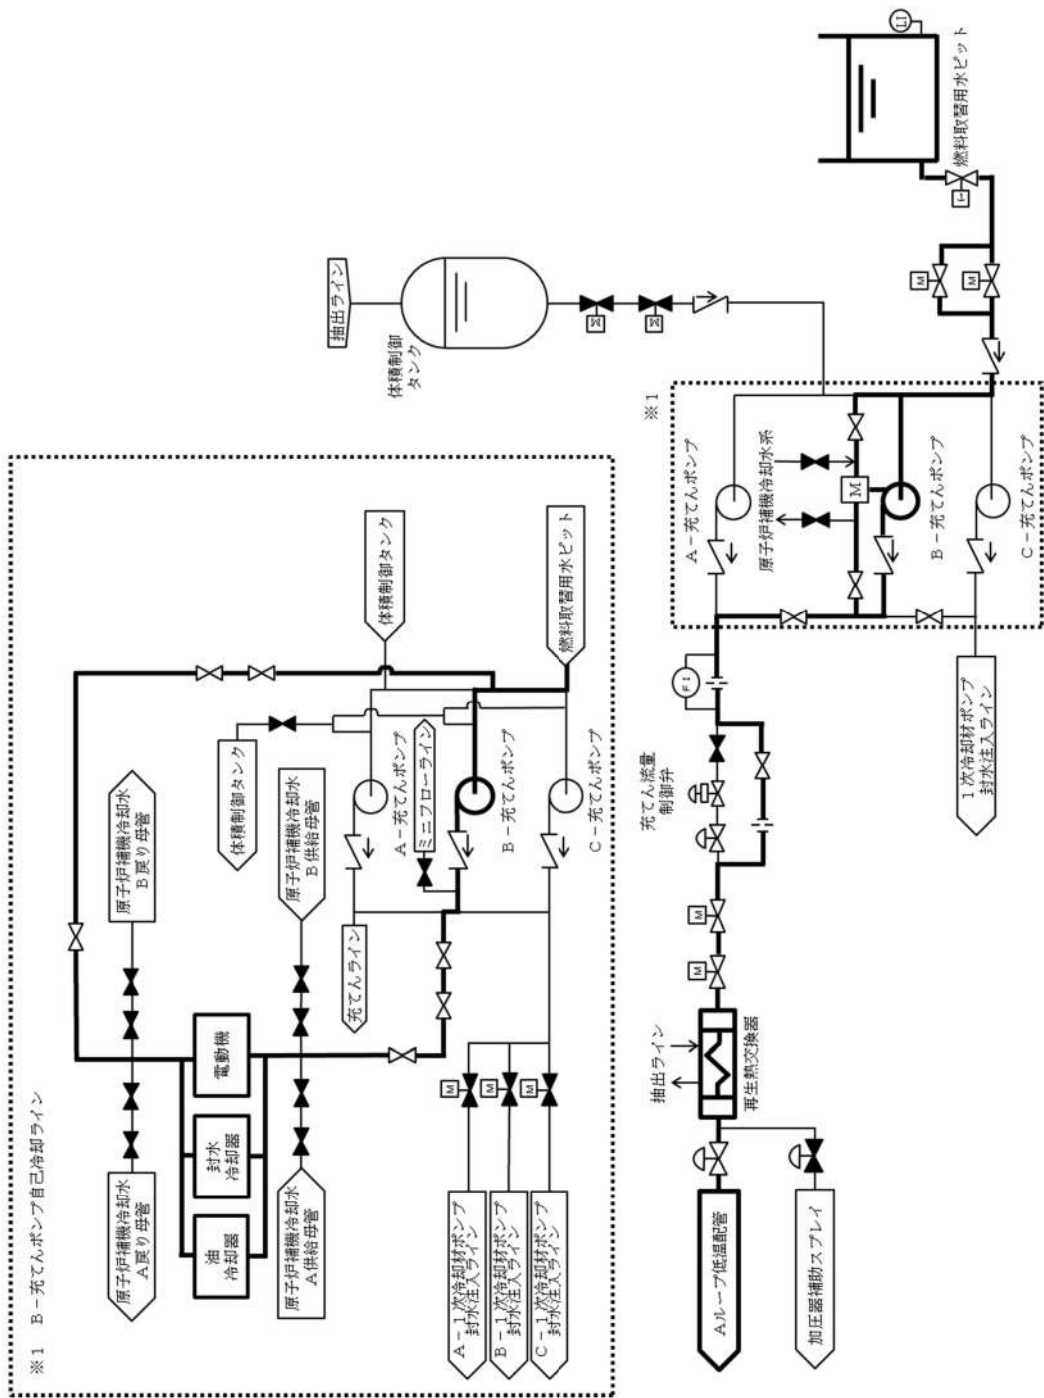 ※1　B－充てんポンプ自己冷却ライン
原子炉補機冷却水
A戻り母管
原子炉補機冷却水
B戻り母管
油
冷却器
封水
冷却器
電動機
原子炉補機冷却水
A供給母管
原子炉補機冷却水
B供給母管
体積制御タンク
体積制御タンク
燃料取替用水ピット
充てんライン
A－充てんポンプ
ミニフローライン
B－充てんポンプ
C－充てんポンプ
M
M
M
A－1次冷却材ポンプ
封水注入ライン
B－1次冷却材ポンプ
封水注入ライン
C－1次冷却材ポンプ
封水注入ライン
抽出ライン
体積制御
タンク
M
M
※1
A－充てんポンプ
原子炉補機冷却水系
M
B－充てんポンプ
C－充てんポンプ
1次冷却材ポンプ
封水注入ライン
FI
充てん流量
制御弁
M
M
抽出ライン
再生熱交換器
Aループ低温配管
加圧器補助スプレイ
M
M
LI
燃料取替用水ピット